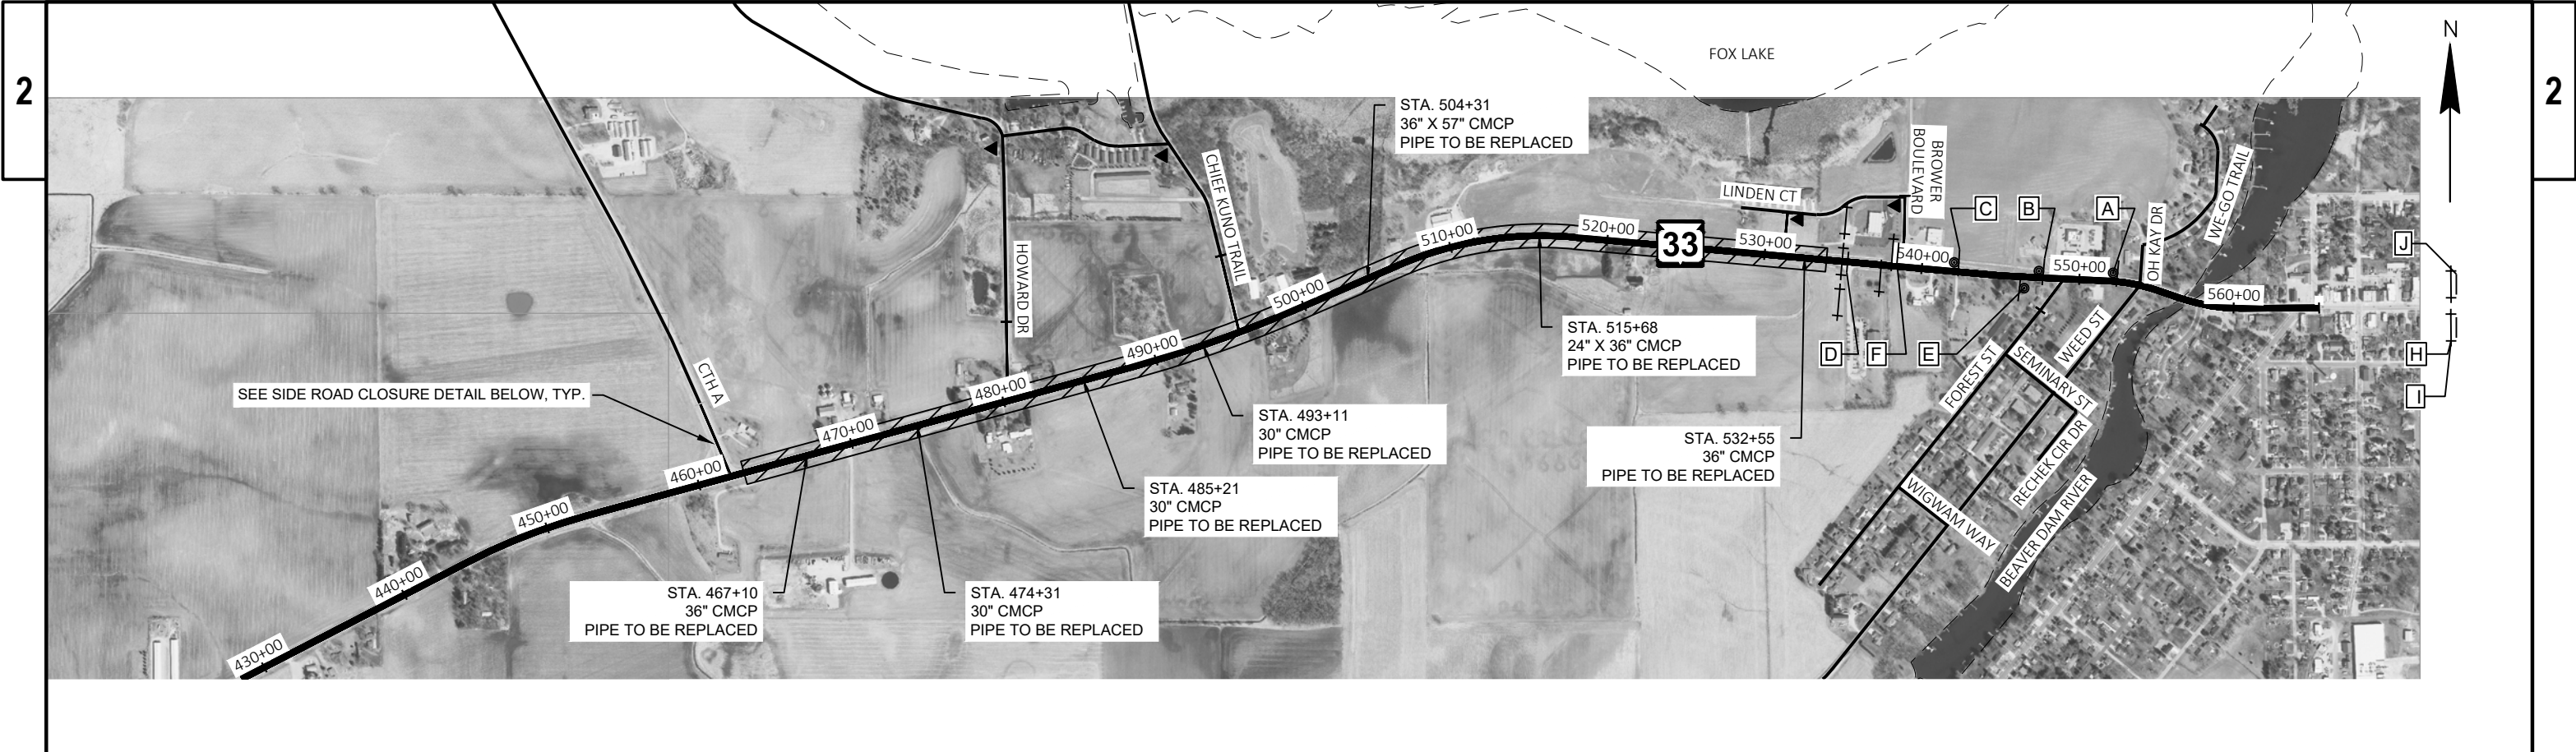 2
2
N
FOX LAKE
STA. 504+31
36" X 57" CMCP
PIPE TO BE REPLACED
CHIEF KUNO TRAIL
LINDEN CT
BROWER
BOULEVARD
C
B
A
OH KAY DR
WE-GO TRAIL
J
HOWARD DR
510+00
520+00
33
530+00
540+00
550+00
560+00
500+00
490+00
480+00
STA. 515+68
24" X 36" CMCP
PIPE TO BE REPLACED
D
F
E
H
I
FOREST ST
SEMINARY ST
WEED ST
CTH A
SEE SIDE ROAD CLOSURE DETAIL BELOW, TYP.
470+00
460+00
450+00
440+00
430+00
STA. 493+11
30" CMCP
PIPE TO BE REPLACED
STA. 532+55
36" CMCP
PIPE TO BE REPLACED
STA. 485+21
30" CMCP
PIPE TO BE REPLACED
RECHEK CIR DR
WIGWAM WAY
BEAVER DAM RIVER
STA. 467+10
36" CMCP
PIPE TO BE REPLACED
STA. 474+31
30" CMCP
PIPE TO BE REPLACED